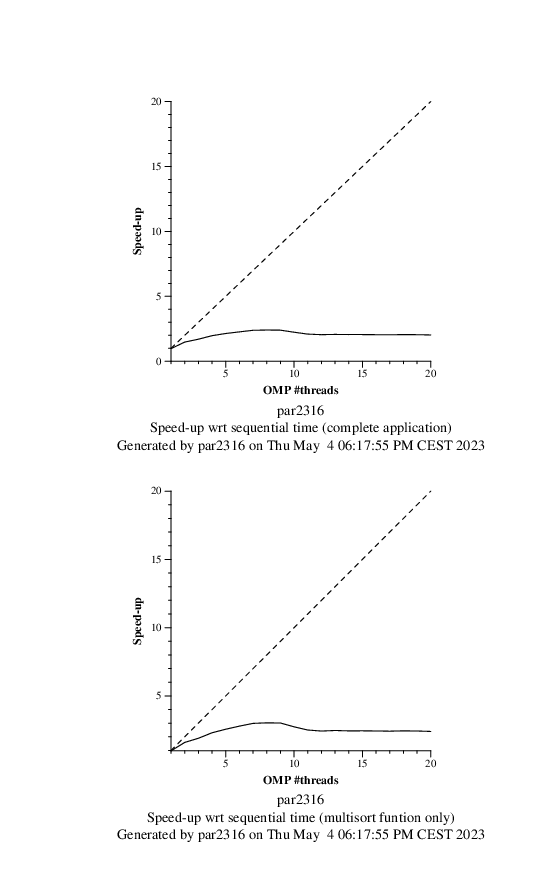 20
15
10
5
0
Speed-up
5 10 15 20
OMP #threads
par2316
Speed-up wrt sequential time (complete application)
Generated by par2316 on Thu May  4 06:17:55 PM CEST 2023
20
15
10
5
Speed-up
5 10 15 20
OMP #threads
par2316
Speed-up wrt sequential time (multisort funtion only)
Generated by par2316 on Thu May  4 06:17:55 PM CEST 2023